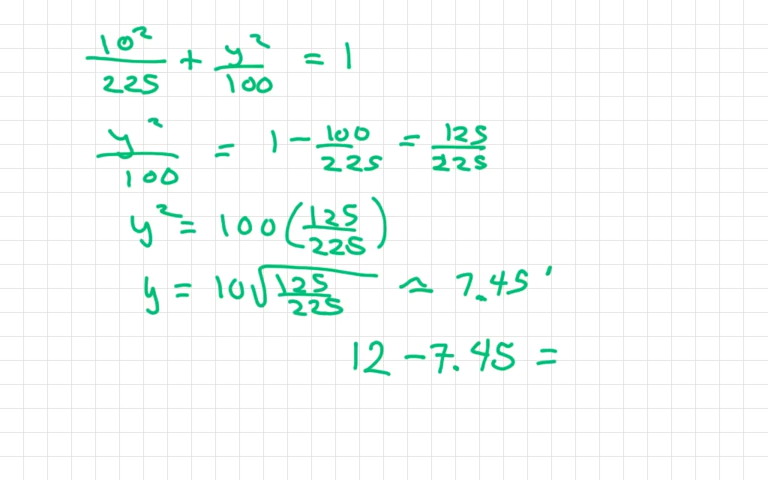 10²/225 + y²/100 = 1
y²/100 = 1 - 100/225 = 125/225
y² = 100(125/225)
y = 10√(125/225) ≈ 7.45'
12 - 7.45 =